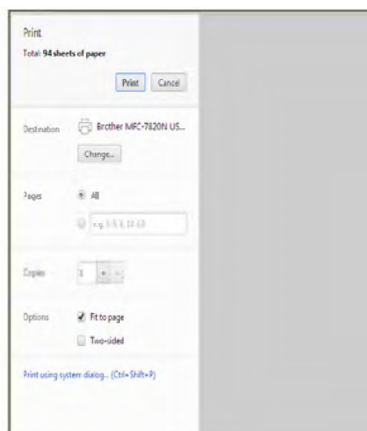 Print
Total: 94 sheets of paper
Print Cancel
Destination Brother MFC-7820N US...
Change...
Pages All
e.g. 1-5, 8, 11-13
Copies 1 + -
Options Fit to page
Two-sided
Print using system dialog... (Ctrl+Shift+P)